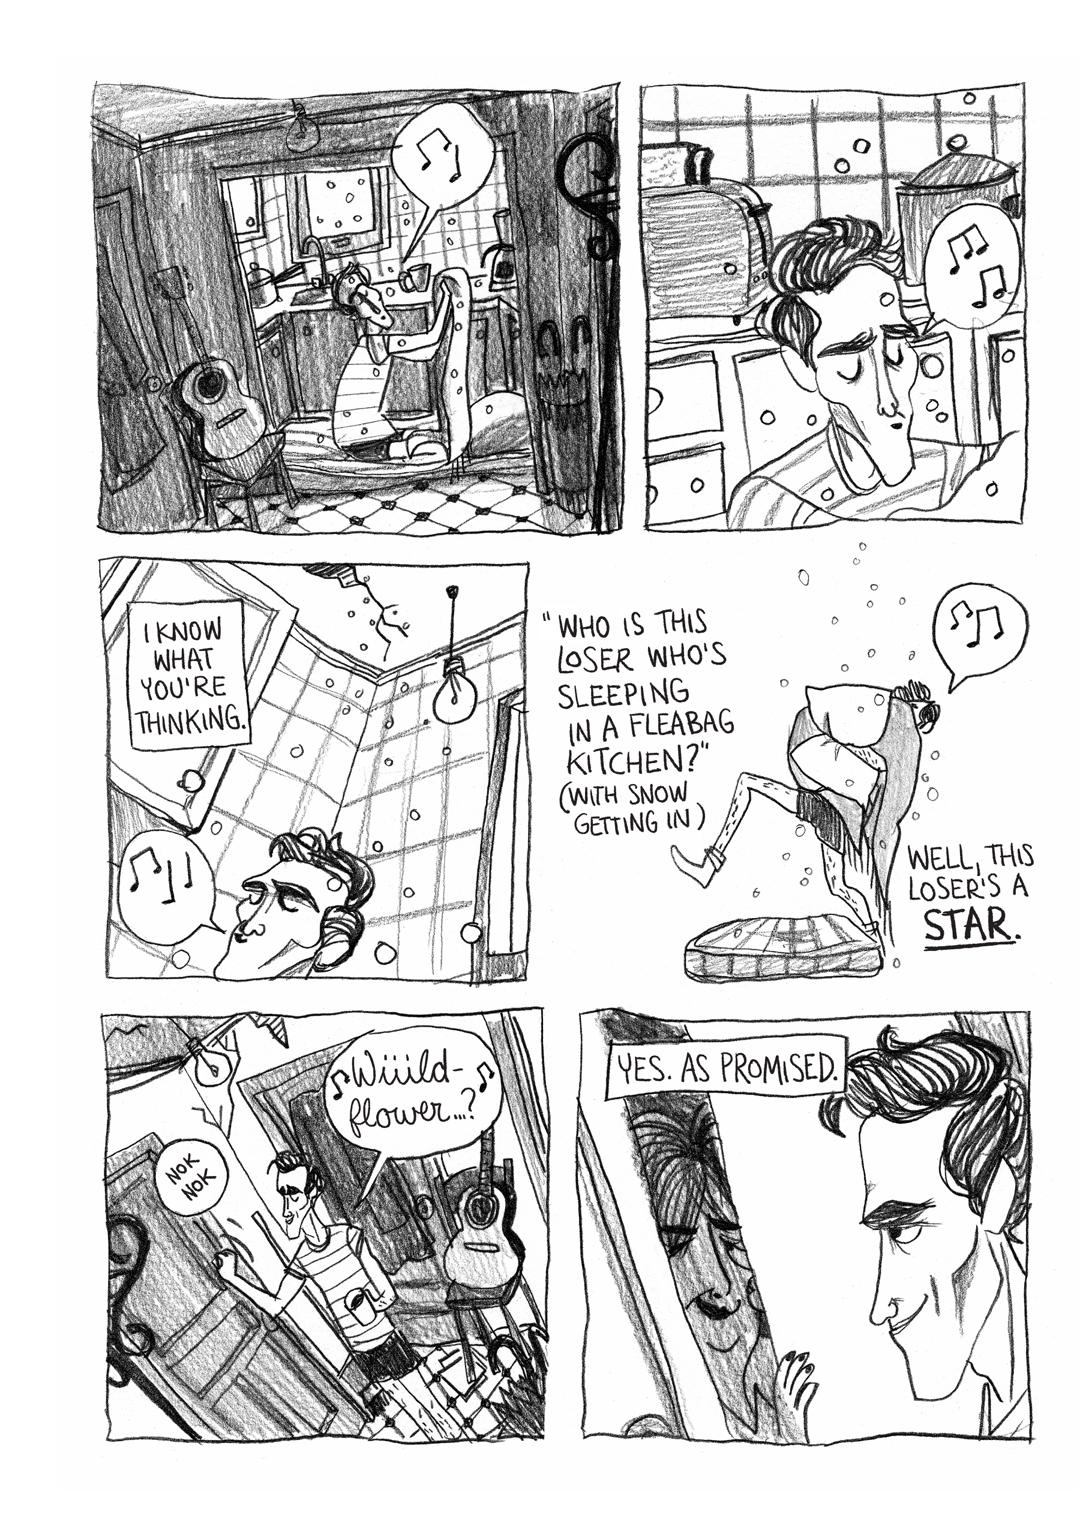 I KNOW
WHAT
YOU'RE
THINKING.
"WHO IS THIS
LOSER WHO'S
SLEEPING
IN A FLEABAG
KITCHEN?"
(WITH SNOW
GETTING IN)
WELL, THIS
LOSER'S A
STAR.
NOK
NOK
Wüüld-
flower...?
YES. AS PROMISED.